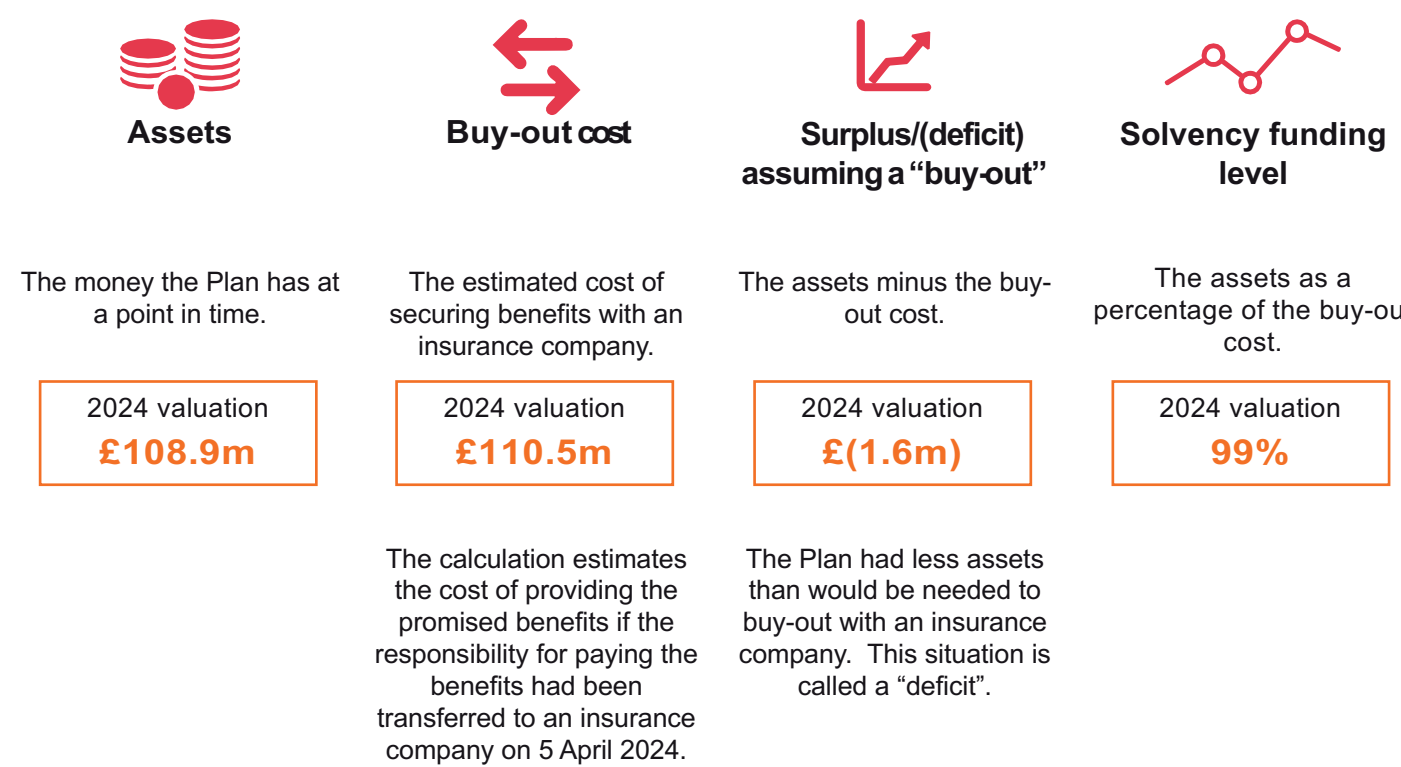 Assets
The money the Plan has at
a point in time.
2024 valuation
£108.9m
Buy-out cost
The estimated cost of
securing benefits with an
insurance company.
2024 valuation
£110.5m
The calculation estimates
the cost of providing the
promised benefits if the
responsibility for paying the
benefits had been
transferred to an insurance
company on 5 April 2024.
Surplus/(deficit)
assuming a “buy-out”
The assets minus the buy-
out cost.
2024 valuation
£(1.6m)
The Plan had less assets
than would be needed to
buy-out with an insurance
company.  This situation is
called a “deficit”.
Solvency funding
level
The assets as a
percentage of the buy-ou
cost.
2024 valuation
99%